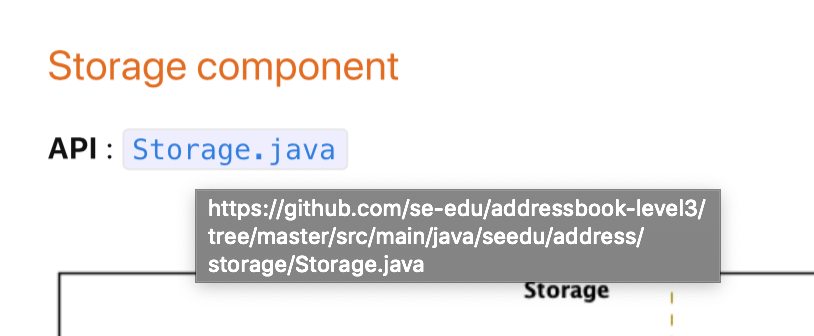 Storage component
API : Storage.java
https://github.com/se-edu/addressbook-level3/
tree/master/src/main/java/seedu/address/
storage/Storage.java
Storage